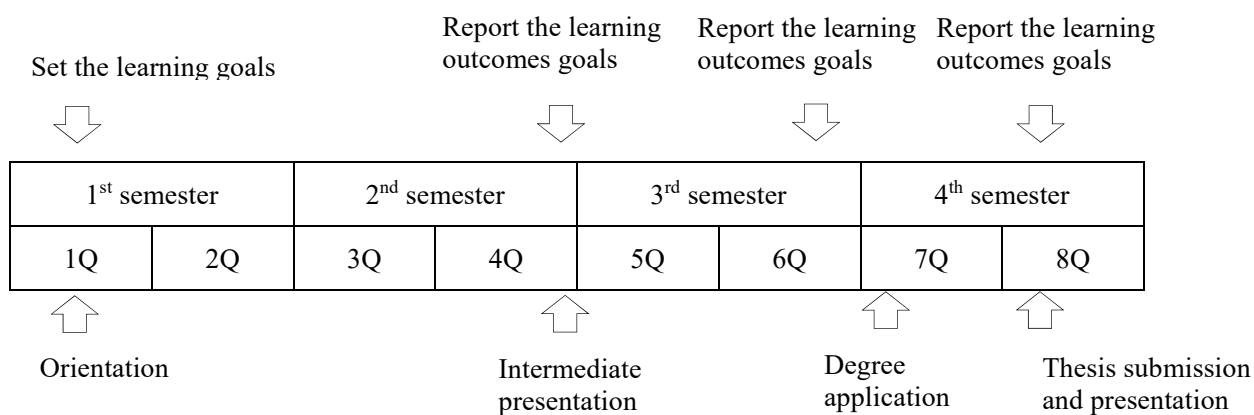 Set the learning goals
Report the learning
outcomes goals
Report the learning
outcomes goals
Report the learning
outcomes goals
1st semester
2nd semester
3rd semester
4th semester
1Q
2Q
3Q
4Q
5Q
6Q
7Q
8Q
Orientation
Intermediate
presentation
Degree
application
Thesis submission
and presentation